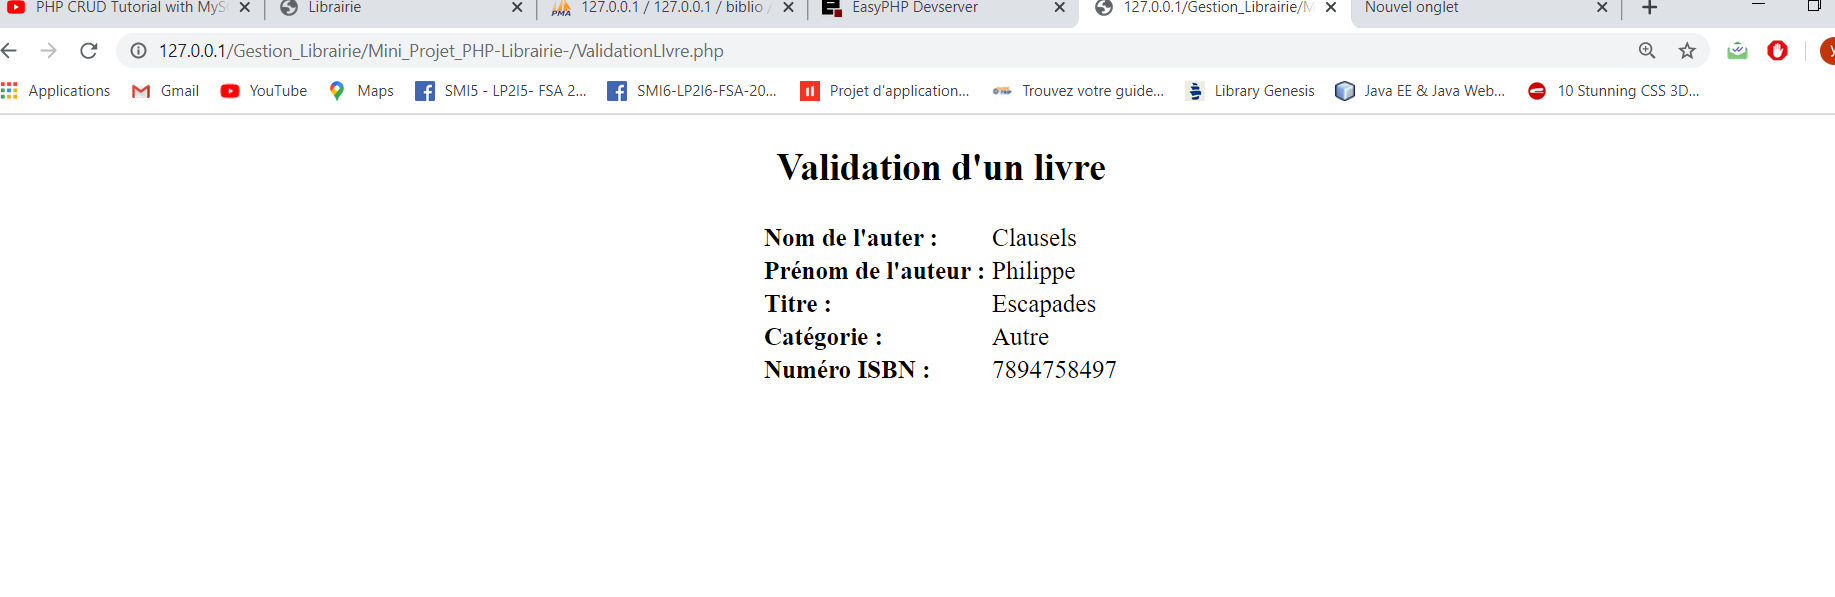 PHP CRUD Tutorial with MyS Librairie 127.0.0.1 / 127.0.0.1 / biblio / EasyPHP Devserver 127.0.0.1/Gestion_Librairie/M Nouvel onglet
127.0.0.1/Gestion_Librairie/Mini_Projet_PHP-Librairie-/ValidationLIvre.php
Applications Gmail YouTube Maps SMI5 - LP2I5- FSA 2... SMI6-LP2I6-FSA-20... Projet d'application... Trouvez votre guide... Library Genesis Java EE & Java Web... 10 Stunning CSS 3D...
Validation d'un livre
Nom de l'auter : Clausels
Prénom de l'auteur : Philippe
Titre : Escapades
Catégorie : Autre
Numéro ISBN : 7894758497